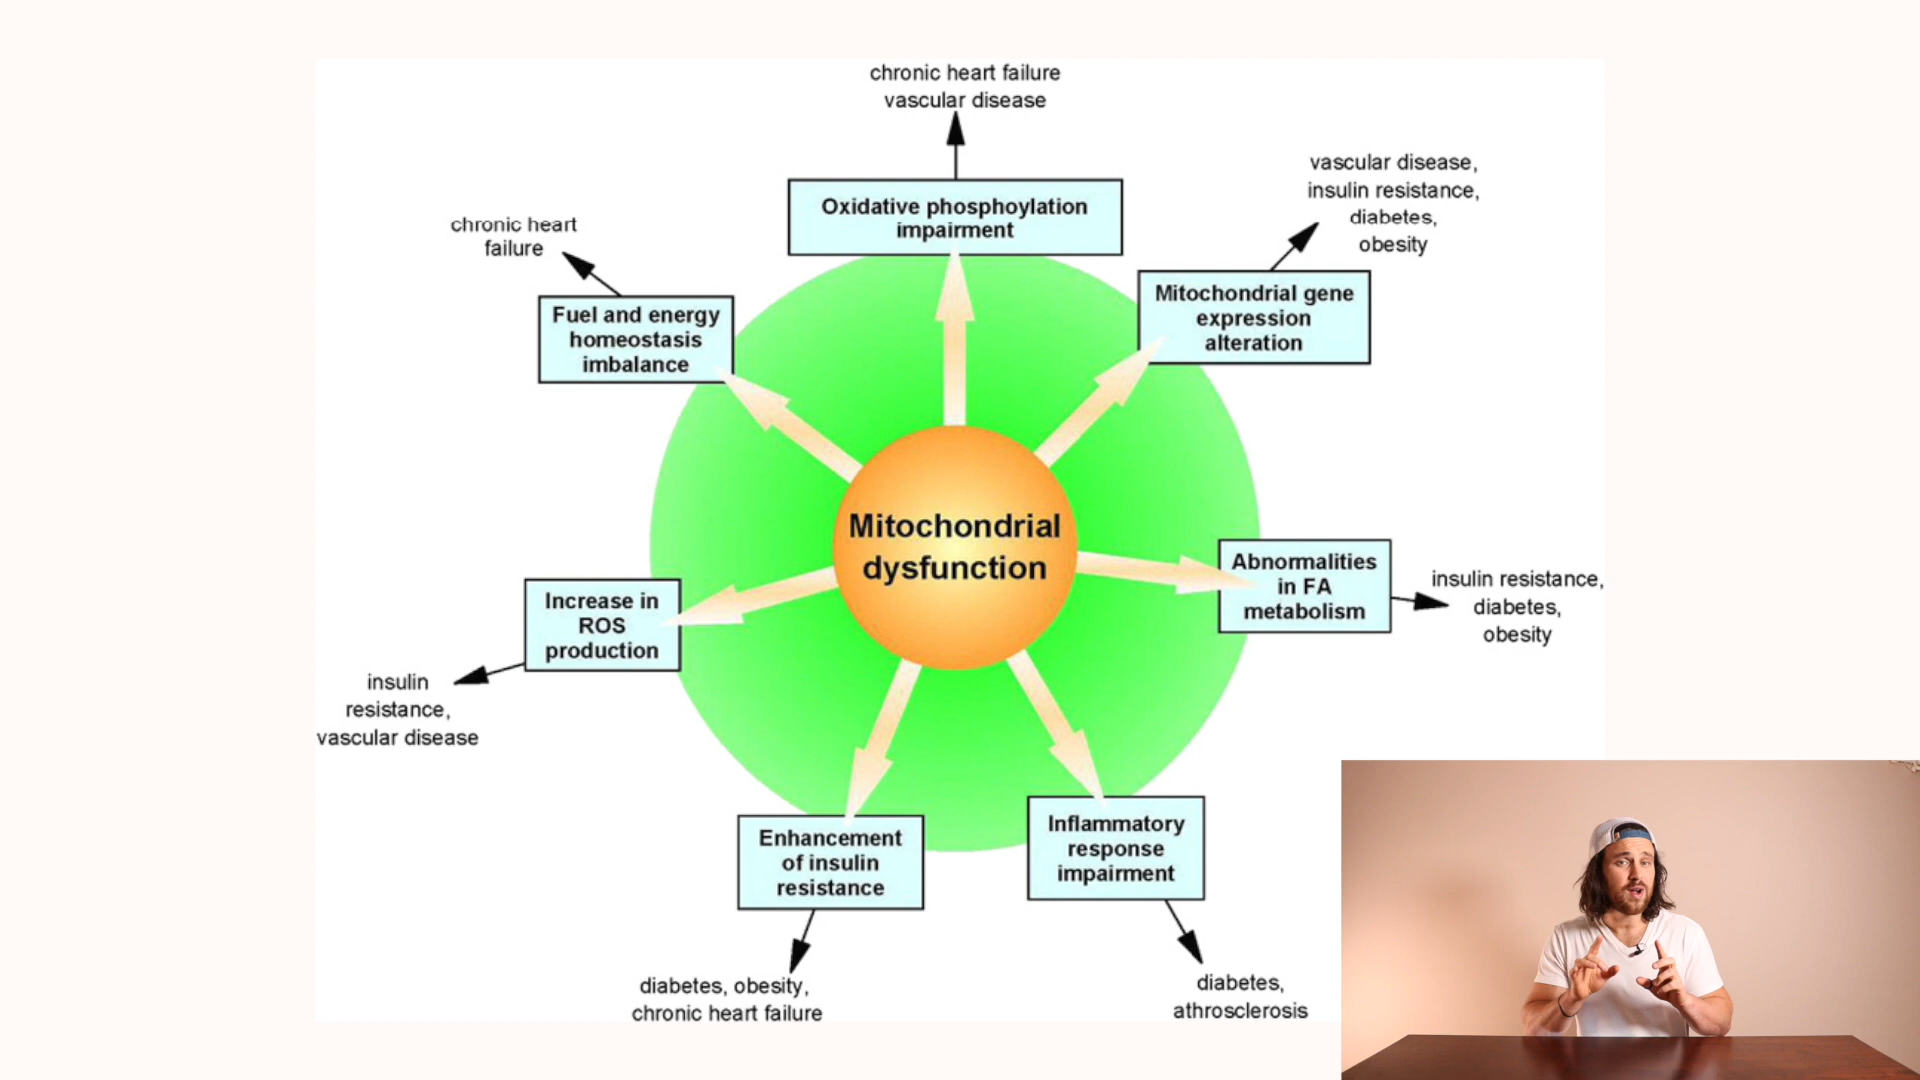 chronic heart failure
vascular disease
Oxidative phosphoylation
impairment
vascular disease,
insulin resistance,
diabetes,
obesity
Mitochondrial gene
expression
alteration
chronic heart
failure
Fuel and energy
homeostasis
imbalance
Mitochondrial
dysfunction
Abnormalities
in FA
metabolism
insulin resistance,
diabetes,
obesity
Increase in
ROS
production
insulin
resistance,
vascular disease
Enhancement
of insulin
resistance
diabetes, obesity,
chronic heart failure
Inflammatory
response
impairment
diabetes,
athrosclerosis